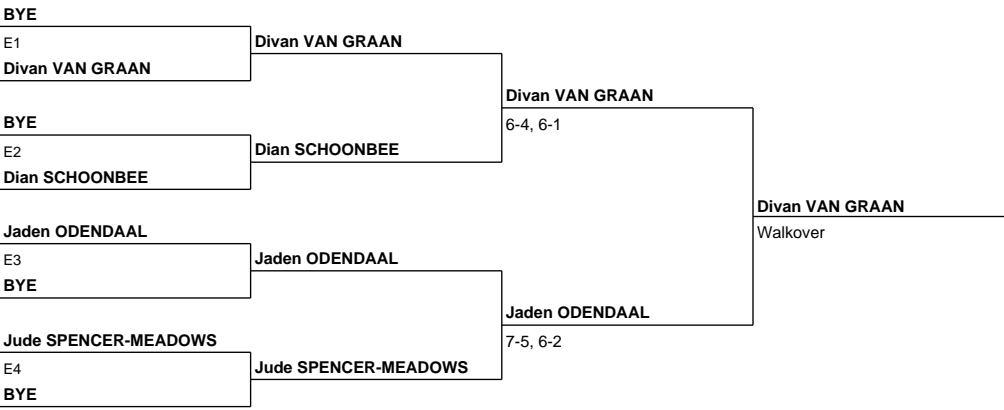 BYE
E1
Divan VAN GRAAN
Divan VAN GRAAN
BYE
E2
Dian SCHOONBEE
Dian SCHOONBEE
Divan VAN GRAAN
6-4, 6-1
Jaden ODENDAAL
E3
BYE
Jaden ODENDAAL
Jude SPENCER-MEADOWS
E4
BYE
Jude SPENCER-MEADOWS
Jaden ODENDAAL
7-5, 6-2
Divan VAN GRAAN
Walkover